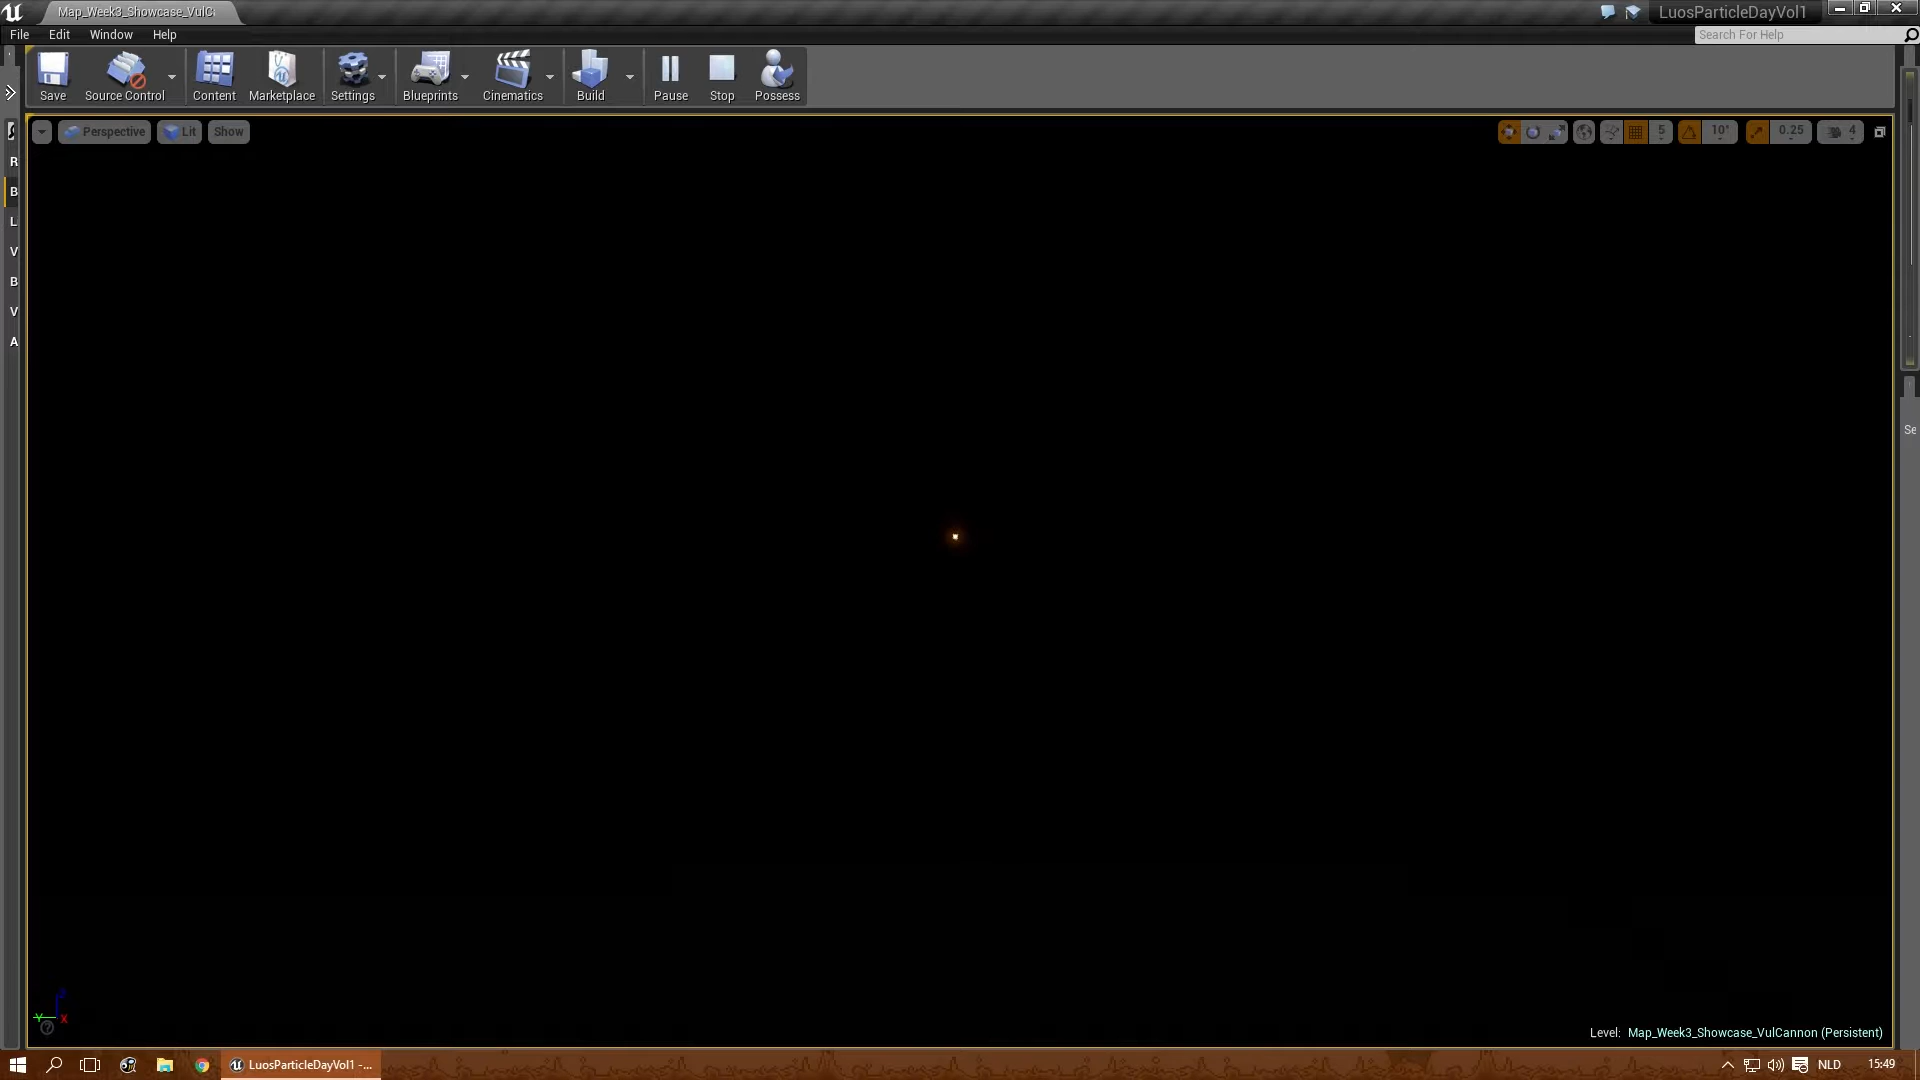 Map_Week3_Showcase_VulC
LuosParticleDayVol1
File Edit Window Help
Search For Help
Save Source Control Content Marketplace Settings Blueprints Cinematics Build Pause Stop Possess
Perspective Lit Show
5 10° 0.25 4
R
B
L
V
B
V
A
Se
Z
Y X
Level: Map_Week3_Showcase_VulCannon (Persistent)
LuosParticleDayVol1 -...
NLD 15:49